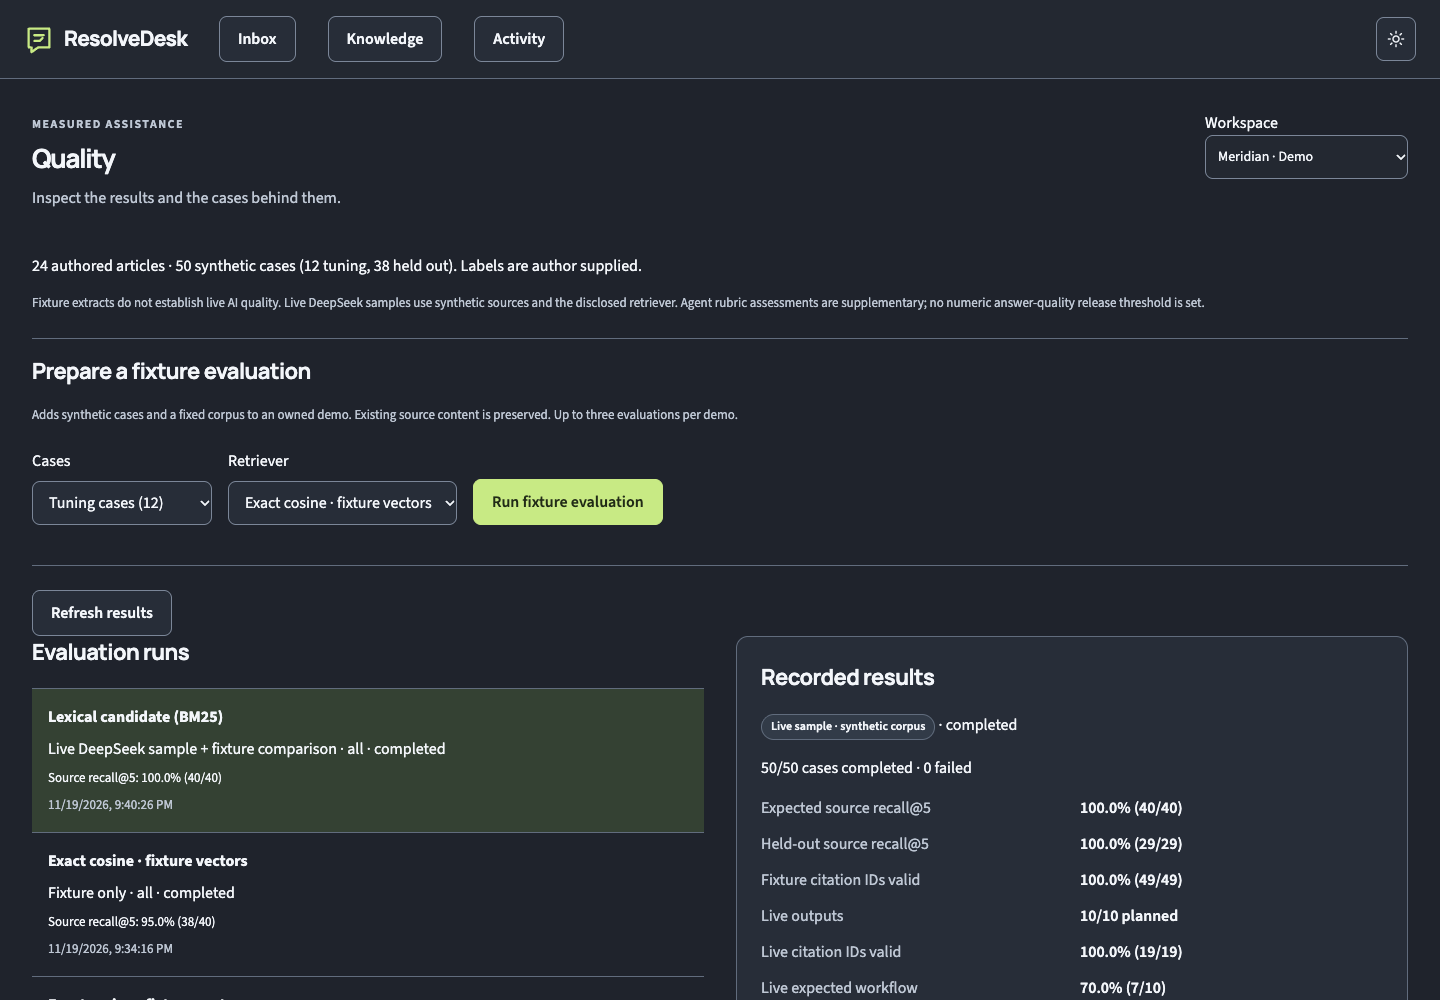 ResolveDesk
Inbox
Knowledge
Activity
MEASURED ASSISTANCE
Quality
Inspect the results and the cases behind them.
Workspace
Meridian · Demo
24 authored articles · 50 synthetic cases (12 tuning, 38 held out). Labels are author supplied.
Fixture extracts do not establish live AI quality. Live DeepSeek samples use synthetic sources and the disclosed retriever. Agent rubric assessments are supplementary; no numeric answer-quality release threshold is set.
Prepare a fixture evaluation
Adds synthetic cases and a fixed corpus to an owned demo. Existing source content is preserved. Up to three evaluations per demo.
Cases
Retriever
Tuning cases (12)
Exact cosine · fixture vectors
Run fixture evaluation
Refresh results
Evaluation runs
Lexical candidate (BM25)
Live DeepSeek sample + fixture comparison · all · completed
Source recall@5: 100.0% (40/40)
11/19/2026, 9:40:26 PM
Exact cosine · fixture vectors
Fixture only · all · completed
Source recall@5: 95.0% (38/40)
11/19/2026, 9:34:16 PM
Recorded results
Live sample · synthetic corpus · completed
50/50 cases completed · 0 failed
Expected source recall@5 100.0% (40/40)
Held-out source recall@5 100.0% (29/29)
Fixture citation IDs valid 100.0% (49/49)
Live outputs 10/10 planned
Live citation IDs valid 100.0% (19/19)
Live expected workflow 70.0% (7/10)